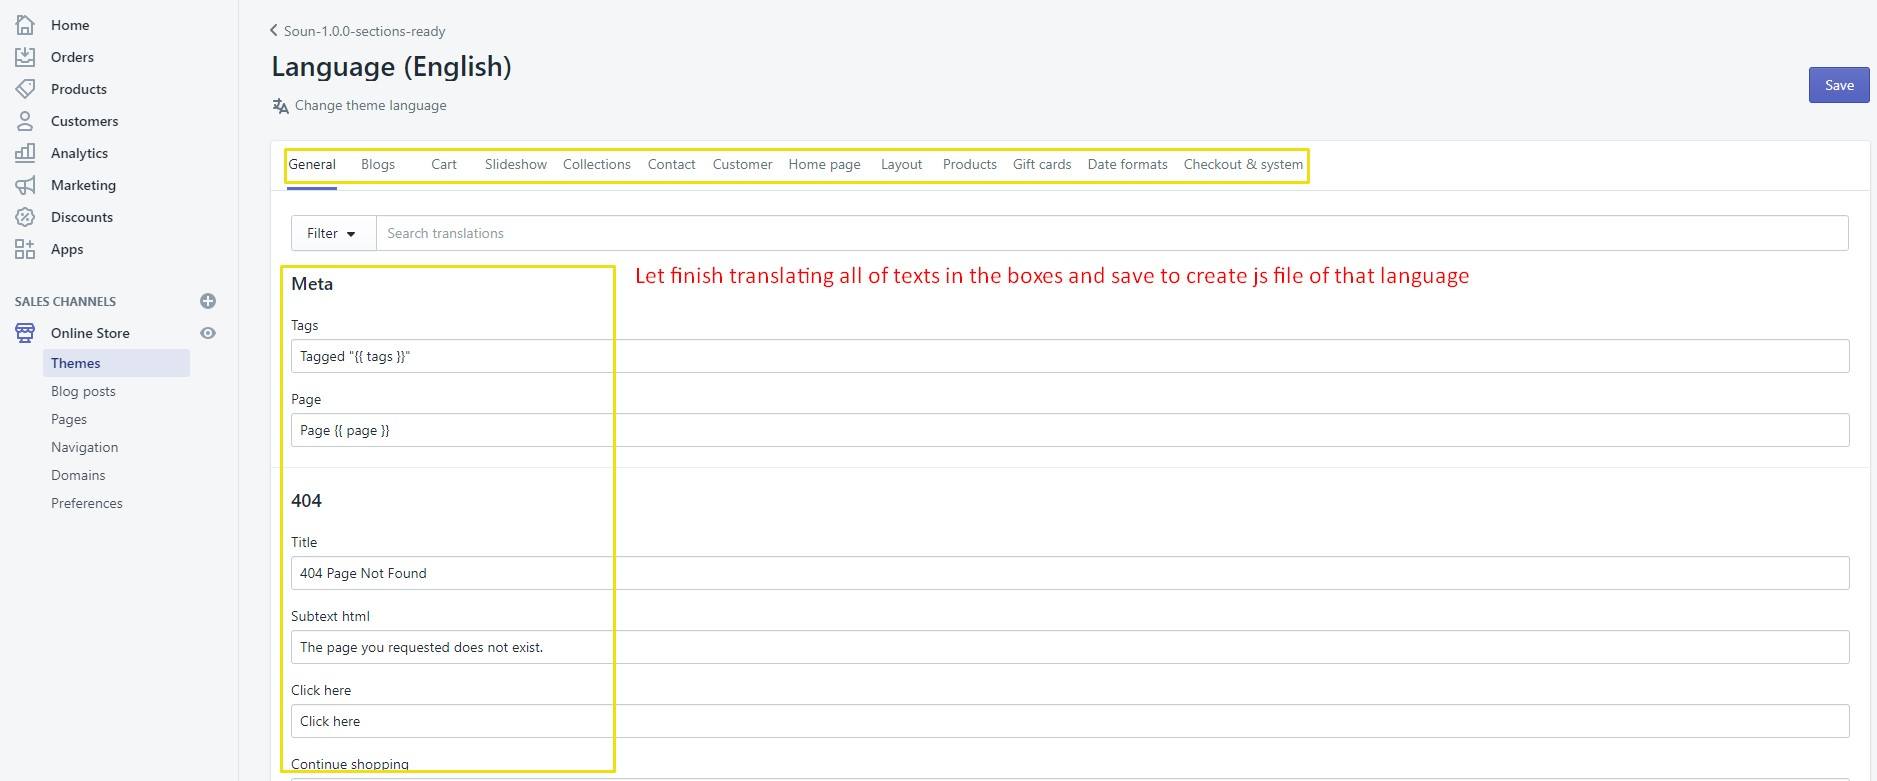 Home
Orders
Products
Customers
Analytics
Marketing
Discounts
Apps
SALES CHANNELS
Online Store
Themes
Blog posts
Pages
Navigation
Domains
Preferences
Soun-1.0.0-sections-ready
Language (English)
Change theme language
Save
General Blogs Cart Slideshow Collections Contact Customer Home page Layout Products Gift cards Date formats Checkout & system
Filter Search translations
Let finish translating all of texts in the boxes and save to create js file of that language
Meta
Tags
Tagged "{{ tags }}"
Page
Page {{ page }}
404
Title
404 Page Not Found
Subtext html
The page you requested does not exist.
Click here
Click here
Continue shopping